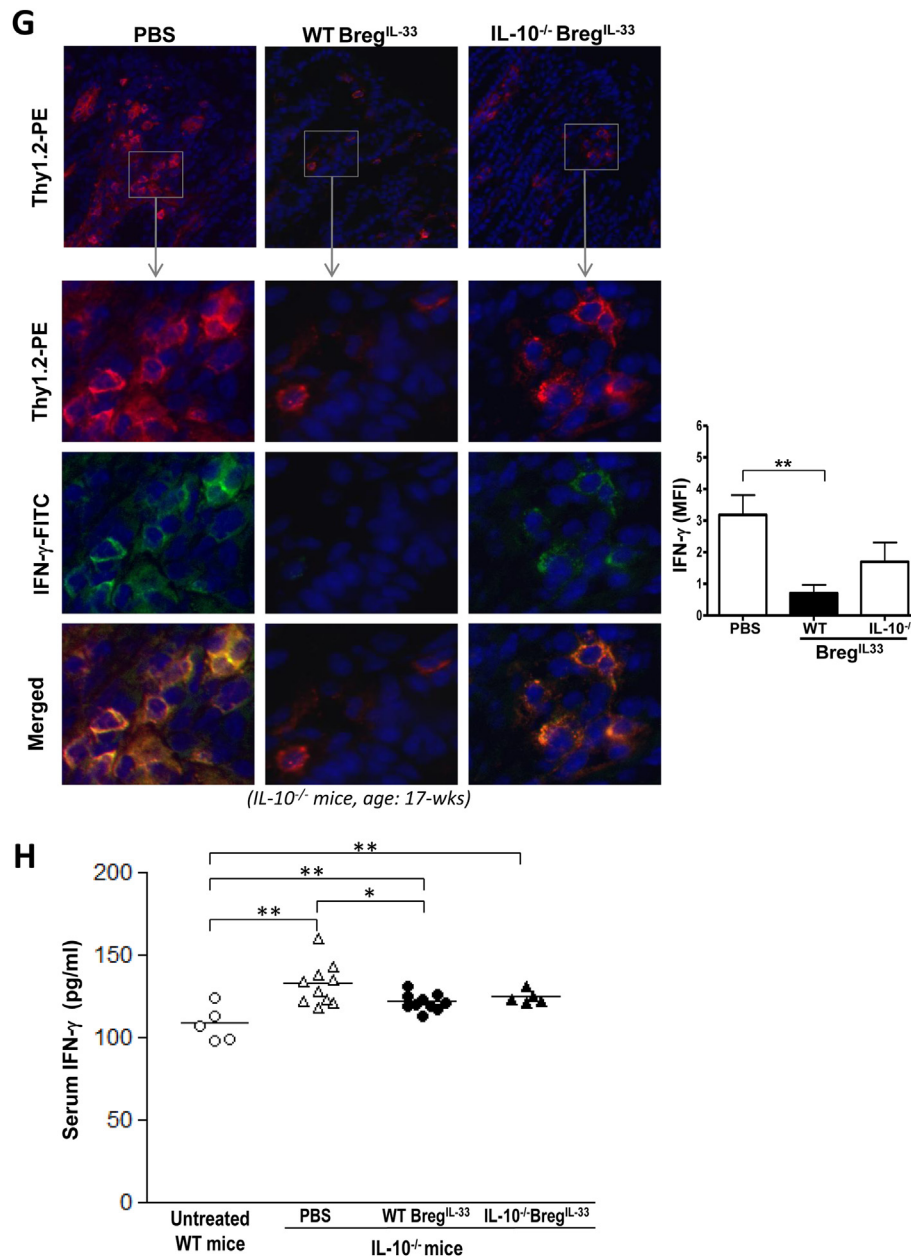 G
PBS
WT Breg^IL-33
IL-10^-/- Breg^IL-33
Thy1.2-PE
Thy1.2-PE
IFN-γ-FITC
Merged
(IL-10^-/- mice, age: 17-wks)
IFN-γ (MFI)
6
5
4
3
2
1
0
**
PBS
WT
IL-10^-/
Breg^IL33
H
Serum IFN-γ (pg/ml)
200
150
100
50
0
**
**
**
*
Untreated
WT mice
PBS
WT Breg^IL-33
IL-10^-/-Breg^IL-33
IL-10^-/- mice